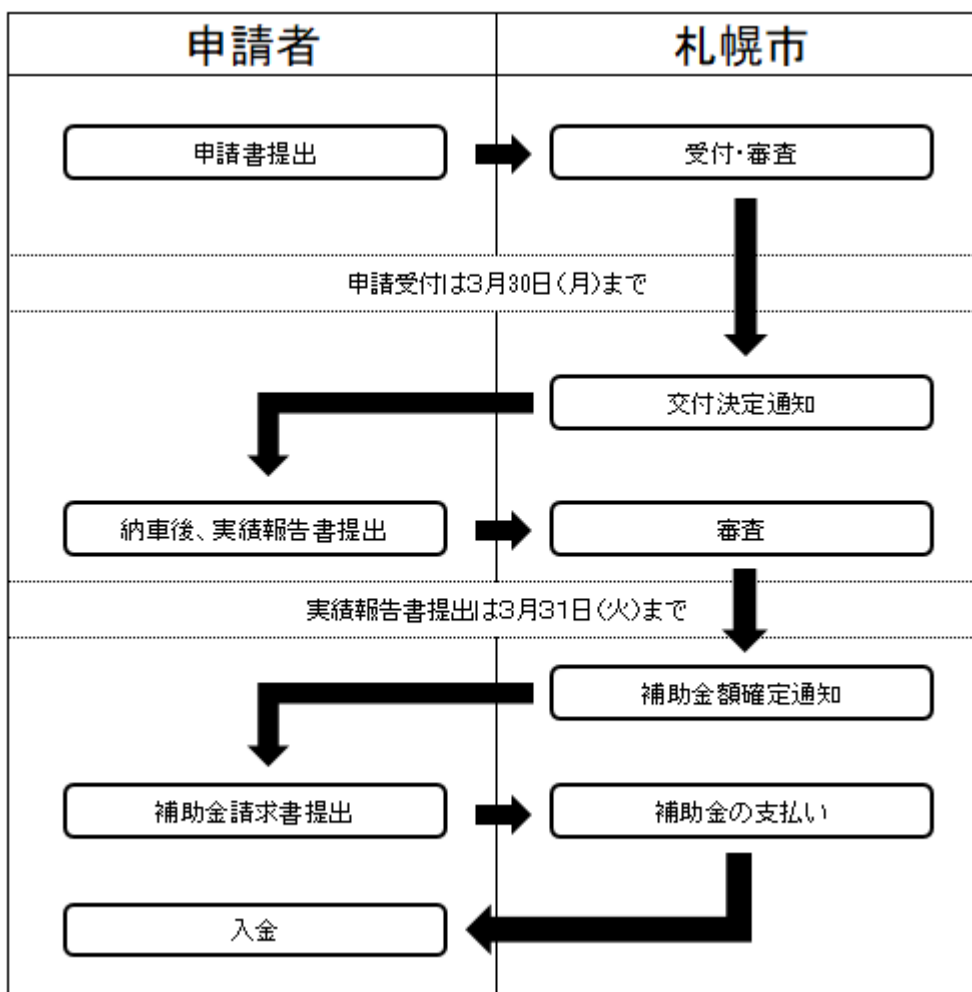 申請者
札幌市
申請書提出
受付・審査
申請受付は3月30日(月)まで
交付決定通知
納車後、実績報告書提出
審査
実績報告書提出は3月31日(火)まで
補助金額確定通知
補助金請求書提出
補助金の支払い
入金